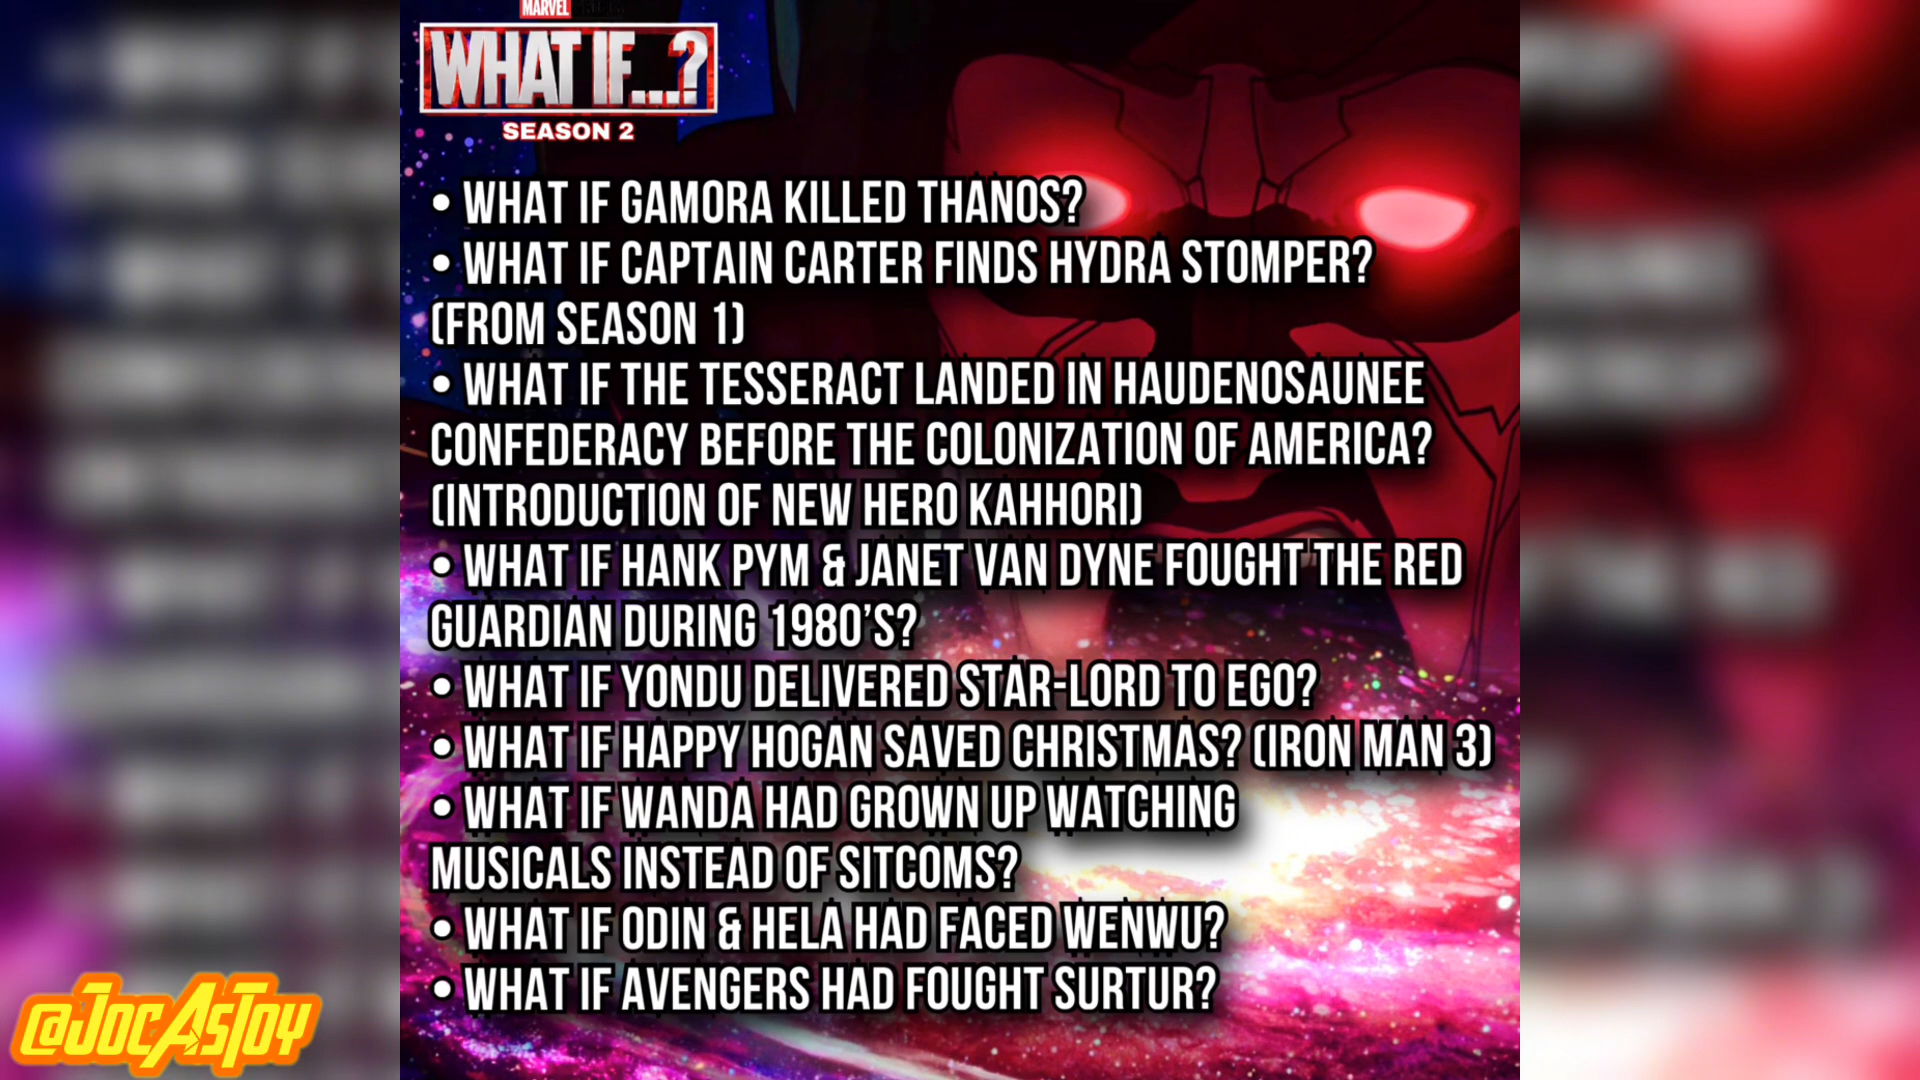 MARVEL
WHAT IF...?
SEASON 2
• WHAT IF GAMORA KILLED THANOS?
• WHAT IF CAPTAIN CARTER FINDS HYDRA STOMPER?
(FROM SEASON 1)
• WHAT IF THE TESSERACT LANDED IN HAUDENOSAUNEE
CONFEDERACY BEFORE THE COLONIZATION OF AMERICA?
(INTRODUCTION OF NEW HERO KAHHORI)
• WHAT IF HANK PYM & JANET VAN DYNE FOUGHT THE RED
GUARDIAN DURING 1980'S?
• WHAT IF YONDU DELIVERED STAR-LORD TO EGO?
• WHAT IF HAPPY HOGAN SAVED CHRISTMAS? (IRON MAN 3)
• WHAT IF WANDA HAD GROWN UP WATCHING
MUSICALS INSTEAD OF SITCOMS?
• WHAT IF ODIN & HELA HAD FACED WENWU?
• WHAT IF AVENGERS HAD FOUGHT SURTUR?
@JOCASTOY